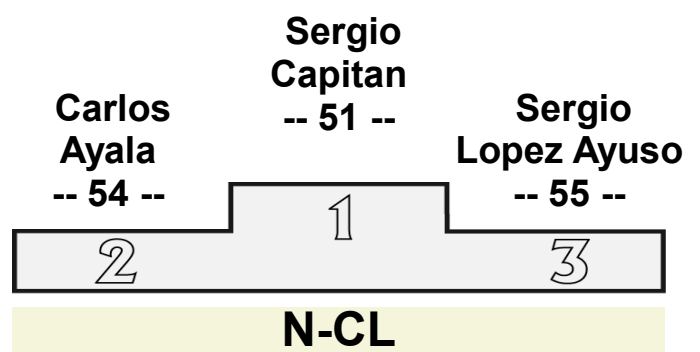 Sergio
Capitan
-- 51 --
Carlos
Ayala
-- 54 --
Sergio
Lopez Ayuso
-- 55 --
1
2
3
N-CL